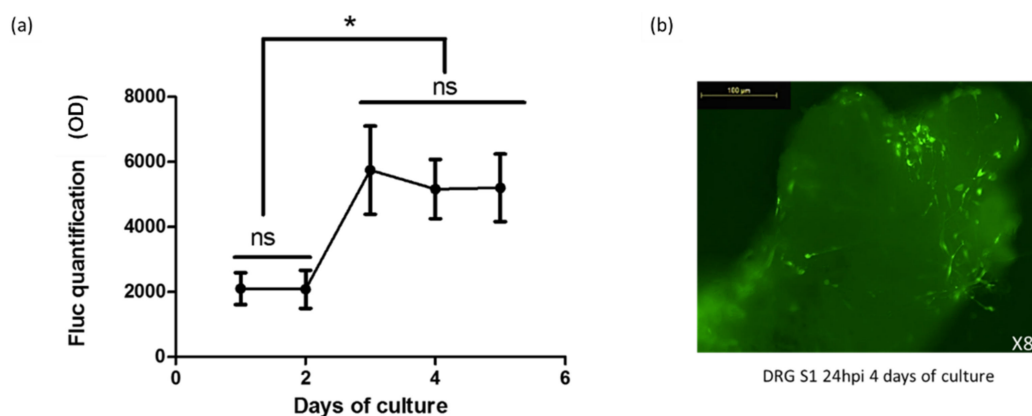 (a)
(b)
*
ns
ns
Fluc quantification (OD)
8000
6000
4000
2000
0
0
2
4
6
Days of culture
100 µm
X8
DRG S1 24hpi 4 days of culture